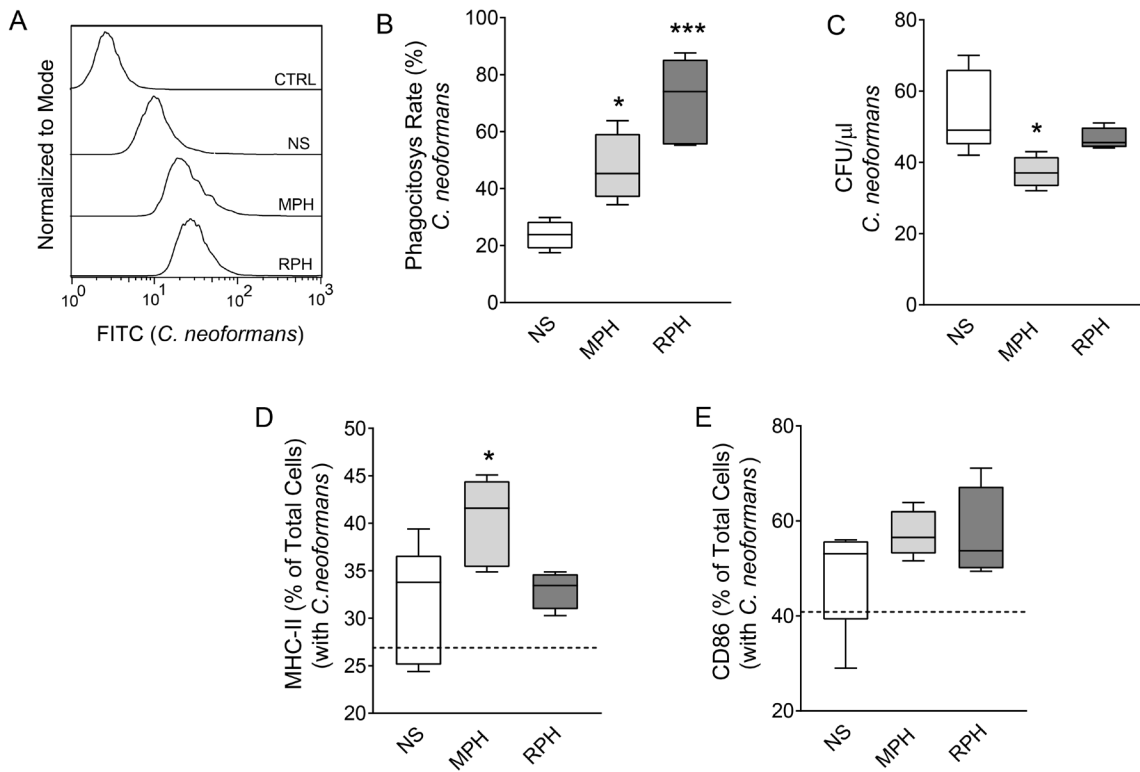 A
CTRL
NS
MPH
RPH
Normalized to Mode
10^0 10^1 10^2 10^3
FITC (C. neoformans)
B
Phagocitosys Rate (%)
C. neoformans
100
80
60
40
20
0
*
***
NS
MPH
RPH
C
CFU/µl
C. neoformans
80
60
40
20
0
*
NS
MPH
RPH
D
MHC-II (% of Total Cells)
(with C.neoformans)
50
45
40
35
30
25
20
*
NS
MPH
RPH
E
CD86 (% of Total Cells)
(with C. neoformans)
80
60
40
20
NS
MPH
RPH